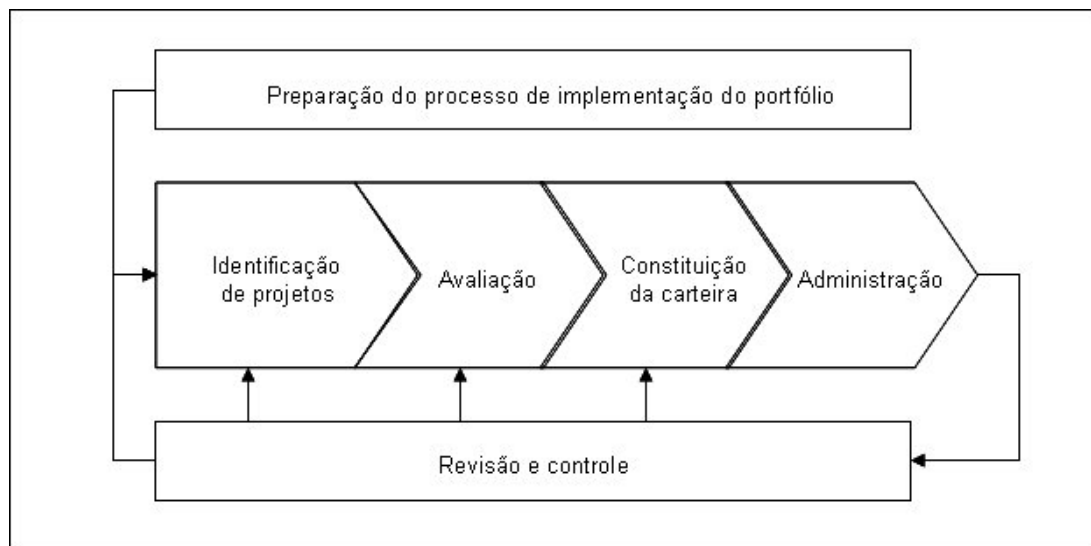 Preparação do processo de implementação do portfólio
Identificação
de projetos
Avaliação
Constituição
da carteira
Administração
Revisão e controle